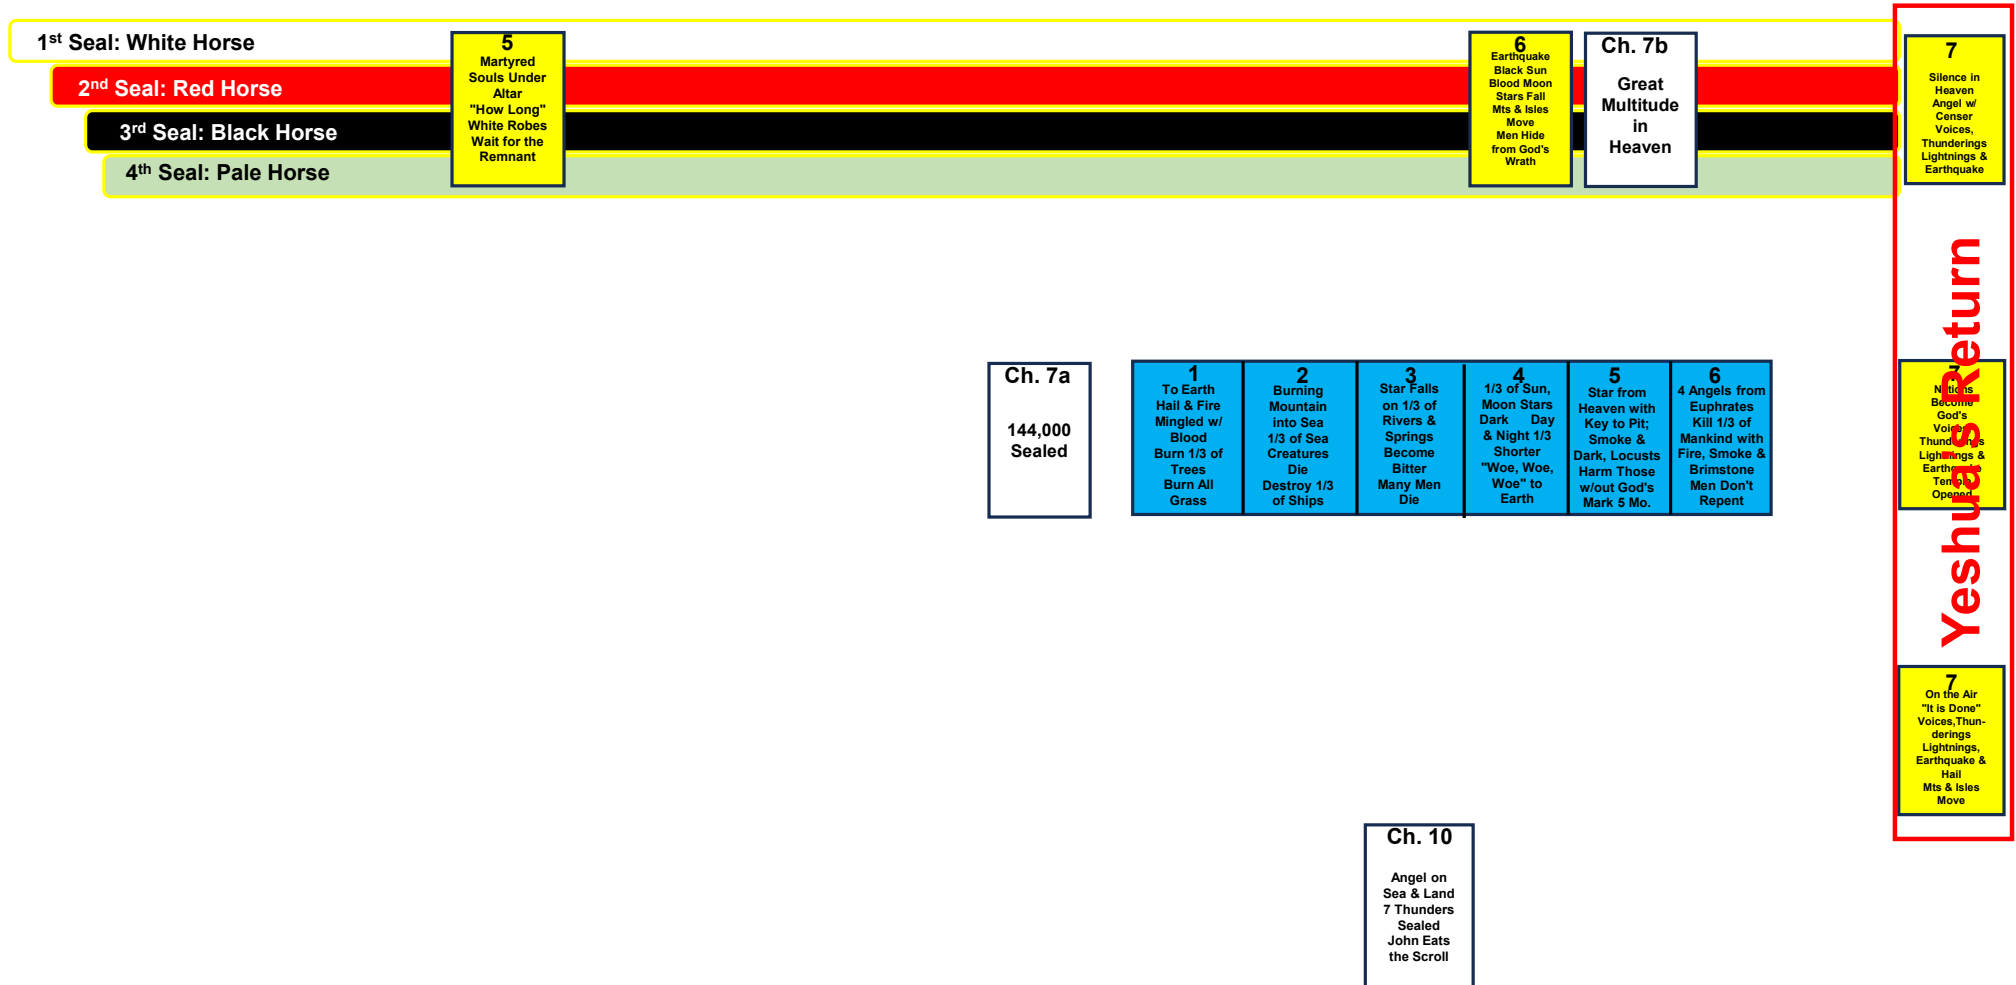 1st Seal: White Horse
2nd Seal: Red Horse
3rd Seal: Black Horse
4th Seal: Pale Horse
5
Martyred
Souls Under
Altar
"How Long"
White Robes
Wait for the
Remnant
6
Earthquake
Black Sun
Blood Moon
Stars Fall
Mts & Isles
Move
Men Hide
from God's
Wrath
Ch. 7b
Great
Multitude
in
Heaven
7
Silence in
Heaven
Angel w/
Censer
Voices,
Thunderings
Lightnings &
Earthquake
Yeshua's Return
Ch. 7a
144,000
Sealed
1
To Earth
Hail & Fire
Mingled w/
Blood
Burn 1/3 of
Trees
Burn All
Grass
2
Burning
Mountain
into Sea
1/3 of Sea
Creatures
Die
Destroy 1/3
of Ships
3
Star Falls
on 1/3 of
Rivers &
Springs
Become
Bitter
Many Men
Die
4
1/3 of Sun,
Moon Stars
Dark Day
& Night 1/3
Shorter
"Woe, Woe,
Woe" to
Earth
5
Star from
Heaven with
Key to Pit;
Smoke &
Dark, Locusts
Harm Those
w/out God's
Mark 5 Mo.
6
4 Angels from
Euphrates
Kill 1/3 of
Mankind with
Fire, Smoke &
Brimstone
Men Don't
Repent
7
Nations
Become
God's
Voices,
Thunderings
Lightnings &
Earthquake
Temple
Opened
7
On the Air
"It is Done"
Voices,Thun-
derings
Lightnings,
Earthquake &
Hail
Mts & Isles
Move
Ch. 10
Angel on
Sea & Land
7 Thunders
Sealed
John Eats
the Scroll